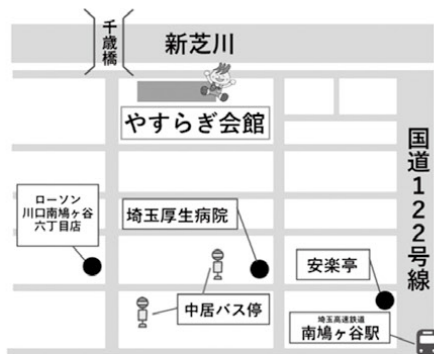 千歳橋
新芝川
やすらぎ会館
国道122号線
ローソン
川口南鳩ヶ谷
六丁目店
埼玉厚生病院
安楽亭
中居バス停
埼玉高速鉄道
南鳩ヶ谷駅